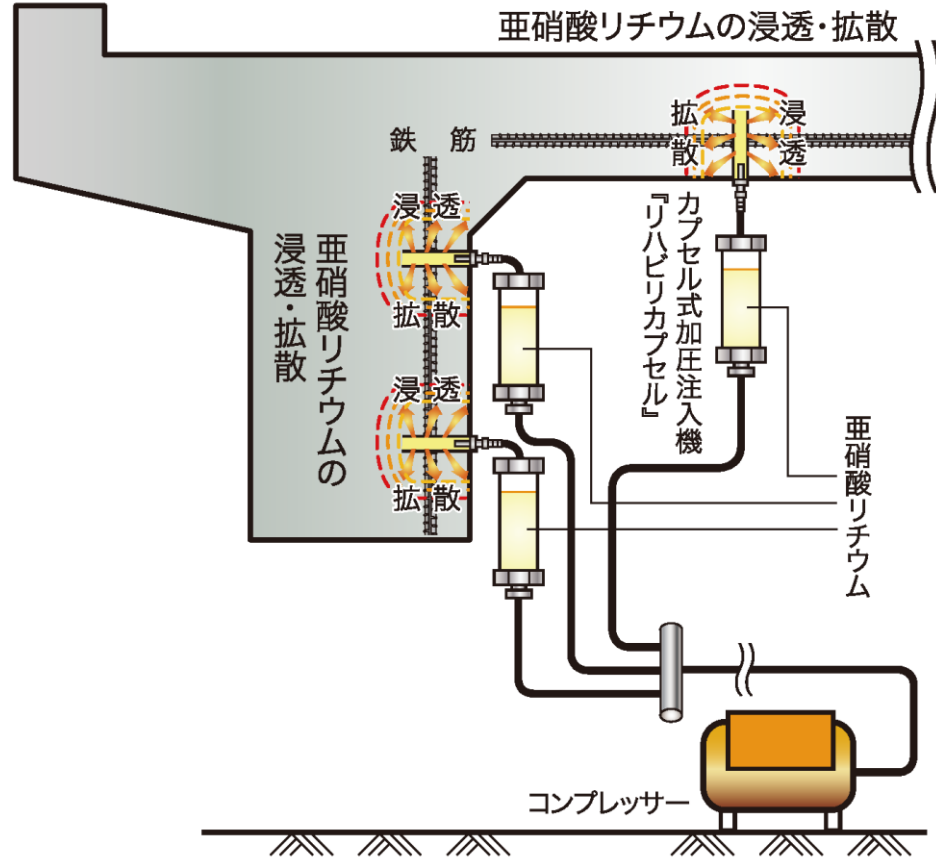 亜硝酸リチウムの浸透・拡散
拡 浸
散 透
鉄 筋
浸 透
拡 散
亜硝酸リチウムの
浸透・拡散
浸 透
拡 散
カプセル式加圧注入機
『リハビリカプセル』
亜硝酸リチウム
コンプレッサー